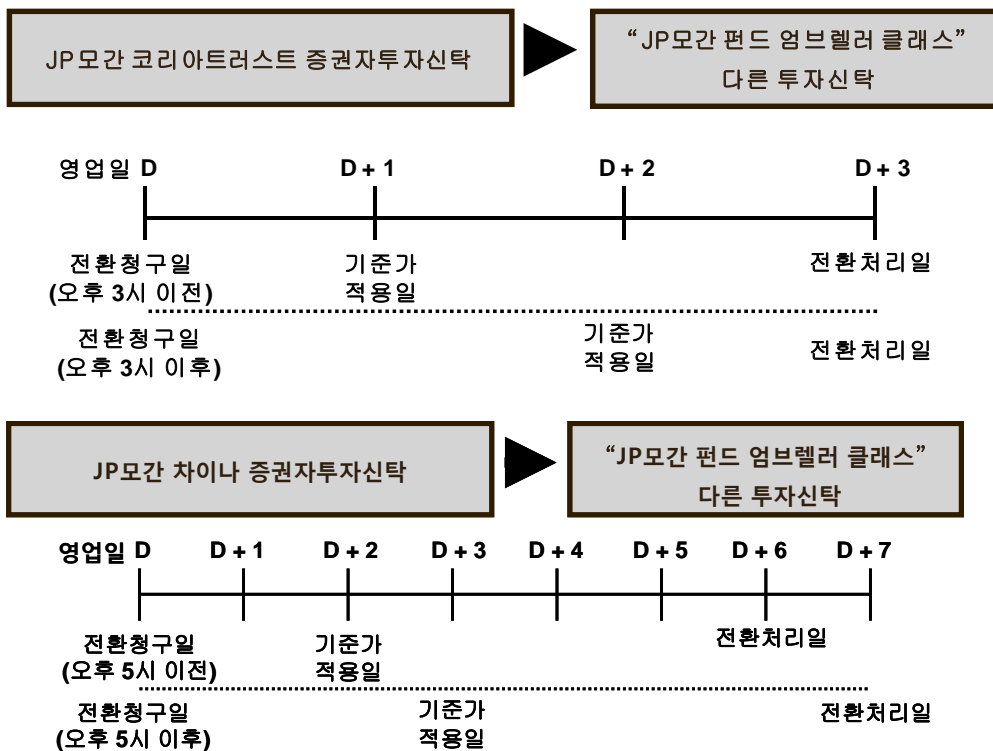 JP모간 코리아트러스트 증권자투자신탁
“JP모간 펀드 엄브렐러 클래스”
다른 투자신탁
영업일 D D + 1 D + 2 D + 3
전환청구일
(오후 3시 이전)
기준가
적용일
전환처리일
전환청구일
(오후 3시 이후)
기준가
적용일
전환처리일
JP모간 차이나 증권자투자신탁
“JP모간 펀드 엄브렐러 클래스”
다른 투자신탁
영업일 D D + 1 D + 2 D + 3 D + 4 D + 5 D + 6 D + 7
전환청구일
(오후 5시 이전)
기준가
적용일
전환처리일
전환청구일
(오후 5시 이후)
기준가
적용일
전환처리일